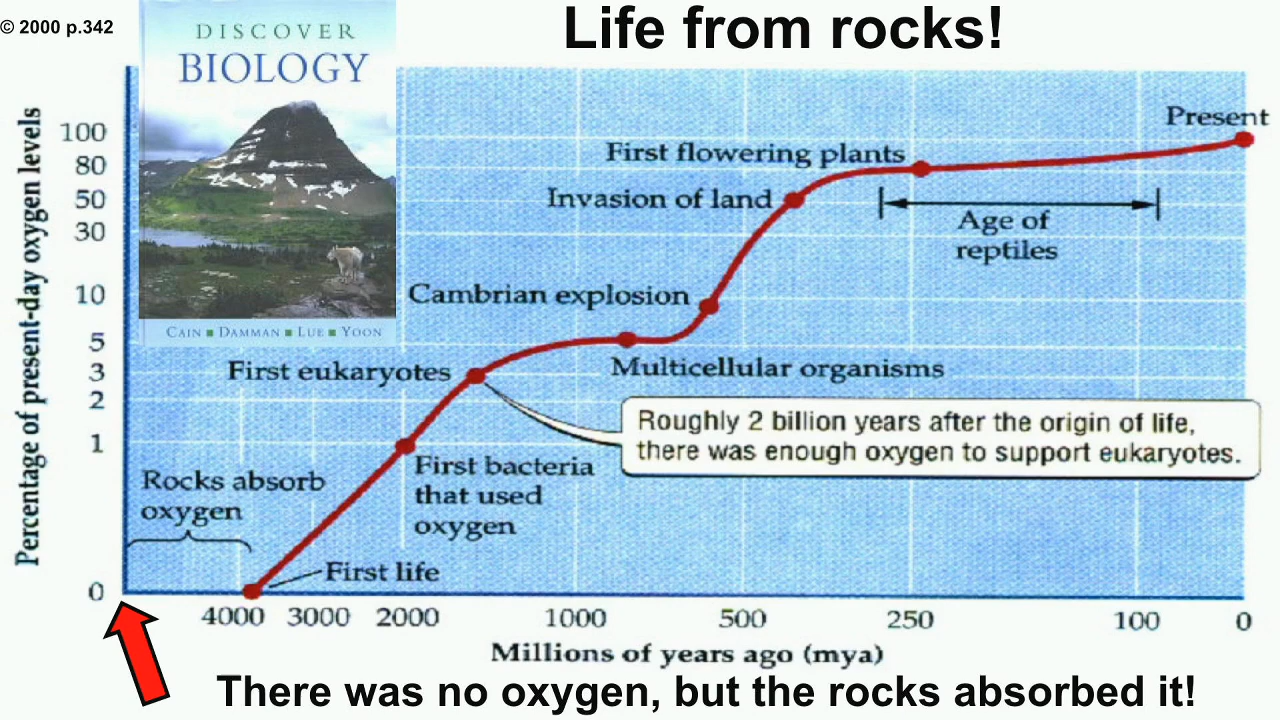 © 2000 p.342
DISCOVER
BIOLOGY
CAIN ■ DAMMAN ■ LUE ■ YOON
Life from rocks!
Percentage of present-day oxygen levels
100
80
50
30
10
5
3
2
1
0
Present
First flowering plants
Invasion of land
Age of
reptiles
Cambrian explosion
First eukaryotes
Multicellular organisms
Roughly 2 billion years after the origin of life,
there was enough oxygen to support eukaryotes.
First bacteria
that used
oxygen
Rocks absorb
oxygen
First life
4000 3000 2000 1000 500 250 100 0
Millions of years ago (mya)
There was no oxygen, but the rocks absorbed it!